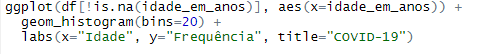 ggplot(df[!is.na(idade_em_anos)], aes(x=idade_em_anos)) +
geom_histogram(bins=20) +
labs(x="Idade", y="Frequência", title="COVID-19")